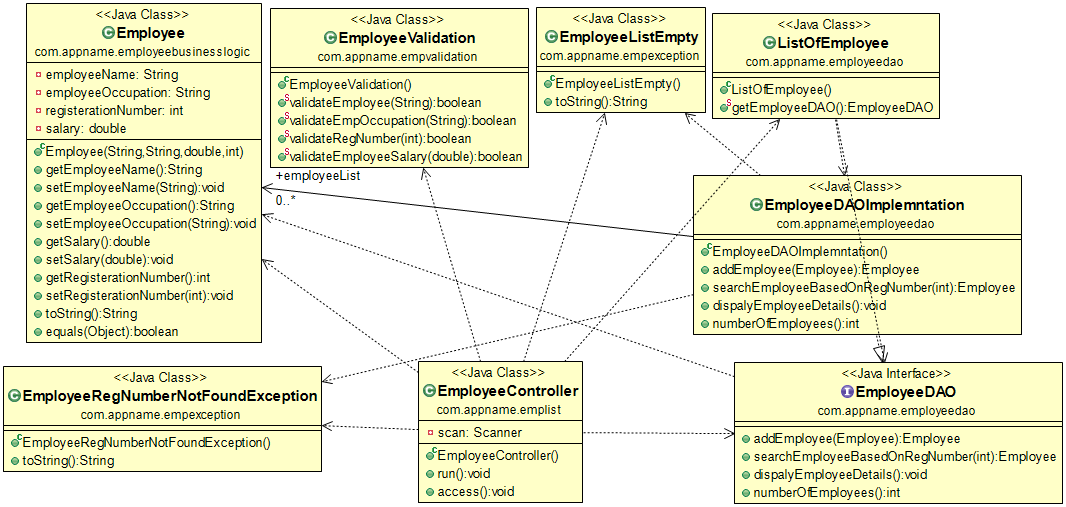 <<Java Class>>
Employee
com.appname.employeebusinesslogic
employeeName: String
employeeOccupation: String
registerationNumber: int
salary: double
Employee(String,String,double,int)
getEmployeeName():String
setEmployeeName(String):void
getEmployeeOccupation():String
setEmployeeOccupation(String):void
getSalary():double
setSalary(double):void
getRegisterationNumber():int
setRegisterationNumber(int):void
toString():String
equals(Object):boolean
<<Java Class>>
EmployeeValidation
com.appname.empvalidation
EmployeeValidation()
validateEmployee(String):boolean
validateEmpOccupation(String):boolean
validateRegNumber(int):boolean
validateEmployeeSalary(double):boolean
+employeeList
0..*
<<Java Class>>
EmployeeListEmpty
com.appname.empexception
EmployeeListEmpty()
toString():String
<<Java Class>>
ListOfEmployee
com.appname.employeedao
ListOfEmployee()
getEmployeeDAO():EmployeeDAO
<<Java Class>>
EmployeeDAOImplemntation
com.appname.employeedao
EmployeeDAOImplemntation()
addEmployee(Employee):Employee
searchEmployeeBasedOnRegNumber(int):Employee
dispalyEmployeeDetails():void
numberOfEmployees():int
<<Java Class>>
EmployeeRegNumberNotFoundException
com.appname.empexception
EmployeeRegNumberNotFoundException()
toString():String
<<Java Class>>
EmployeeController
com.appname.emplist
scan: Scanner
EmployeeController()
run():void
access():void
<<Java Interface>>
EmployeeDAO
com.appname.employeedao
addEmployee(Employee):Employee
searchEmployeeBasedOnRegNumber(int):Employee
dispalyEmployeeDetails():void
numberOfEmployees():int